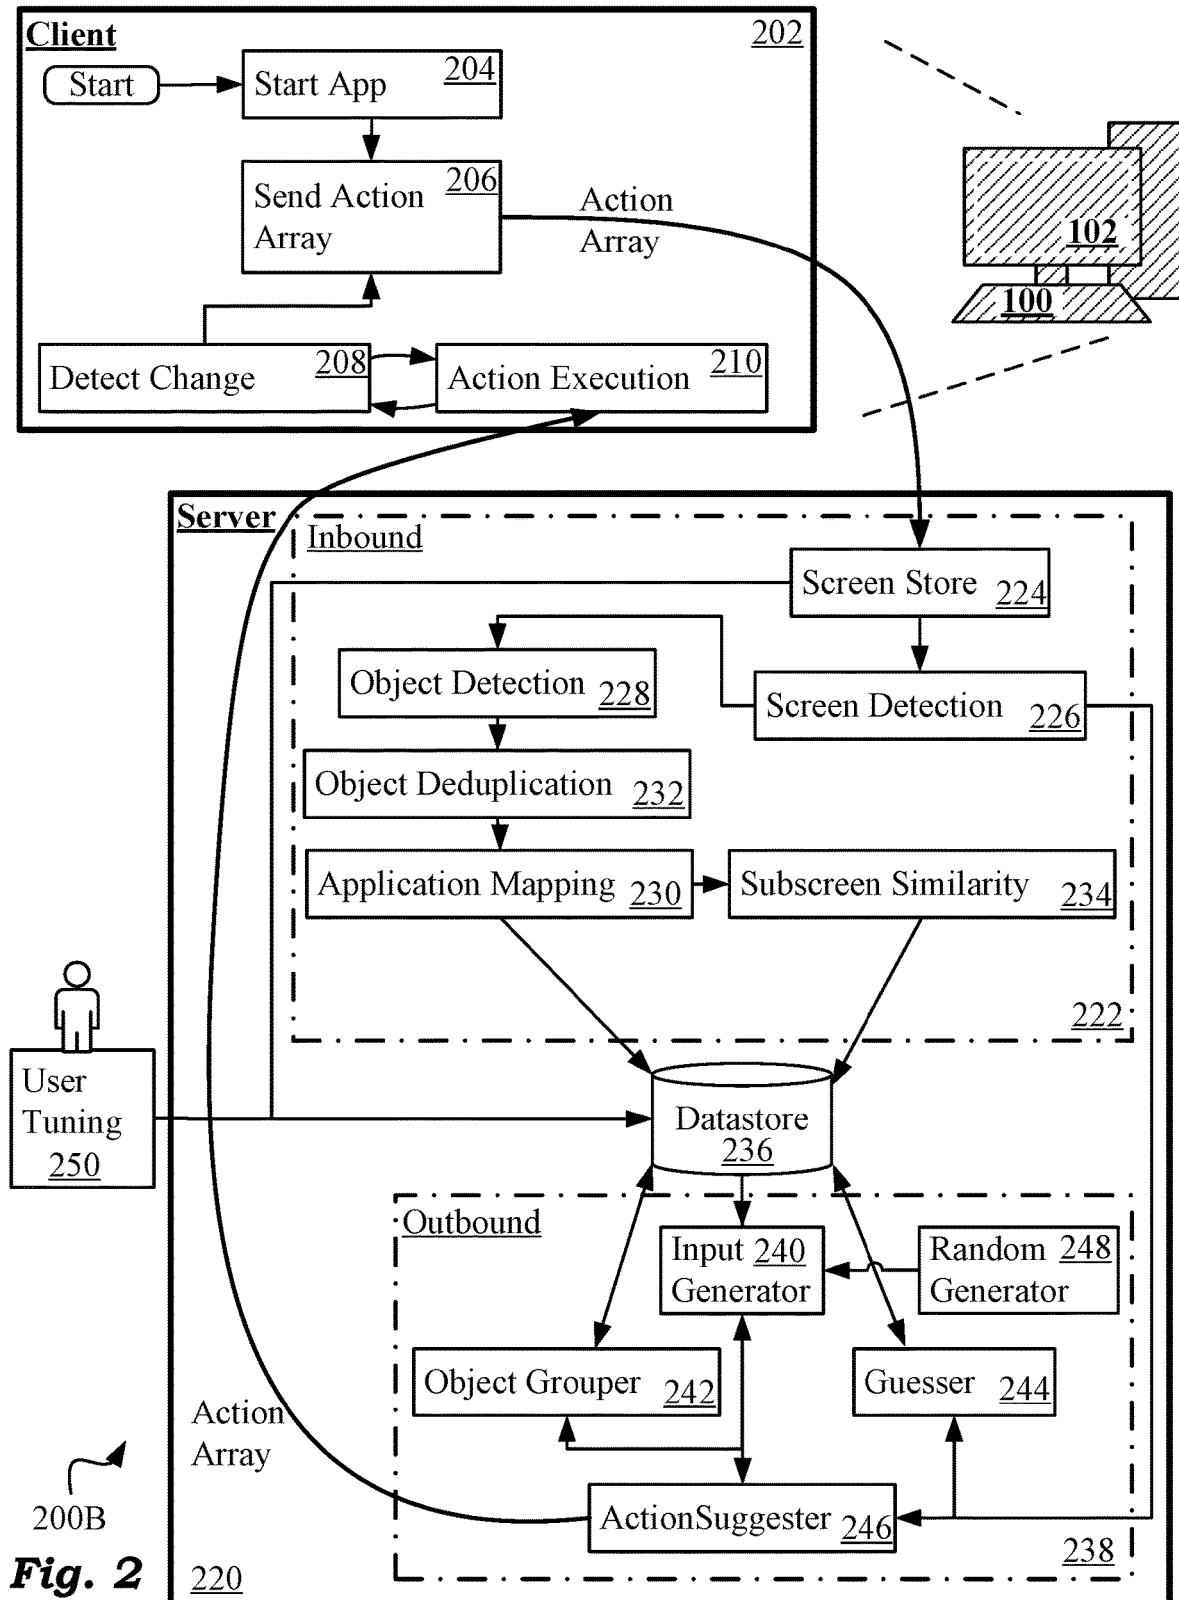 Client
202
Start
Start App
204
Send Action
Array
206
Action
Array
102
100
Detect Change
208
Action Execution
210
Server
Inbound
Screen Store
224
Object Detection
228
Screen Detection
226
Object Deduplication
232
Application Mapping
230
Subscreen Similarity
234
222
User
Tuning
250
Datastore
236
Outbound
Input
240
Generator
Random
248
Generator
Object Grouper
242
Guesser
244
Action
Array
ActionSuggester
246
200B
238
220
Fig. 2